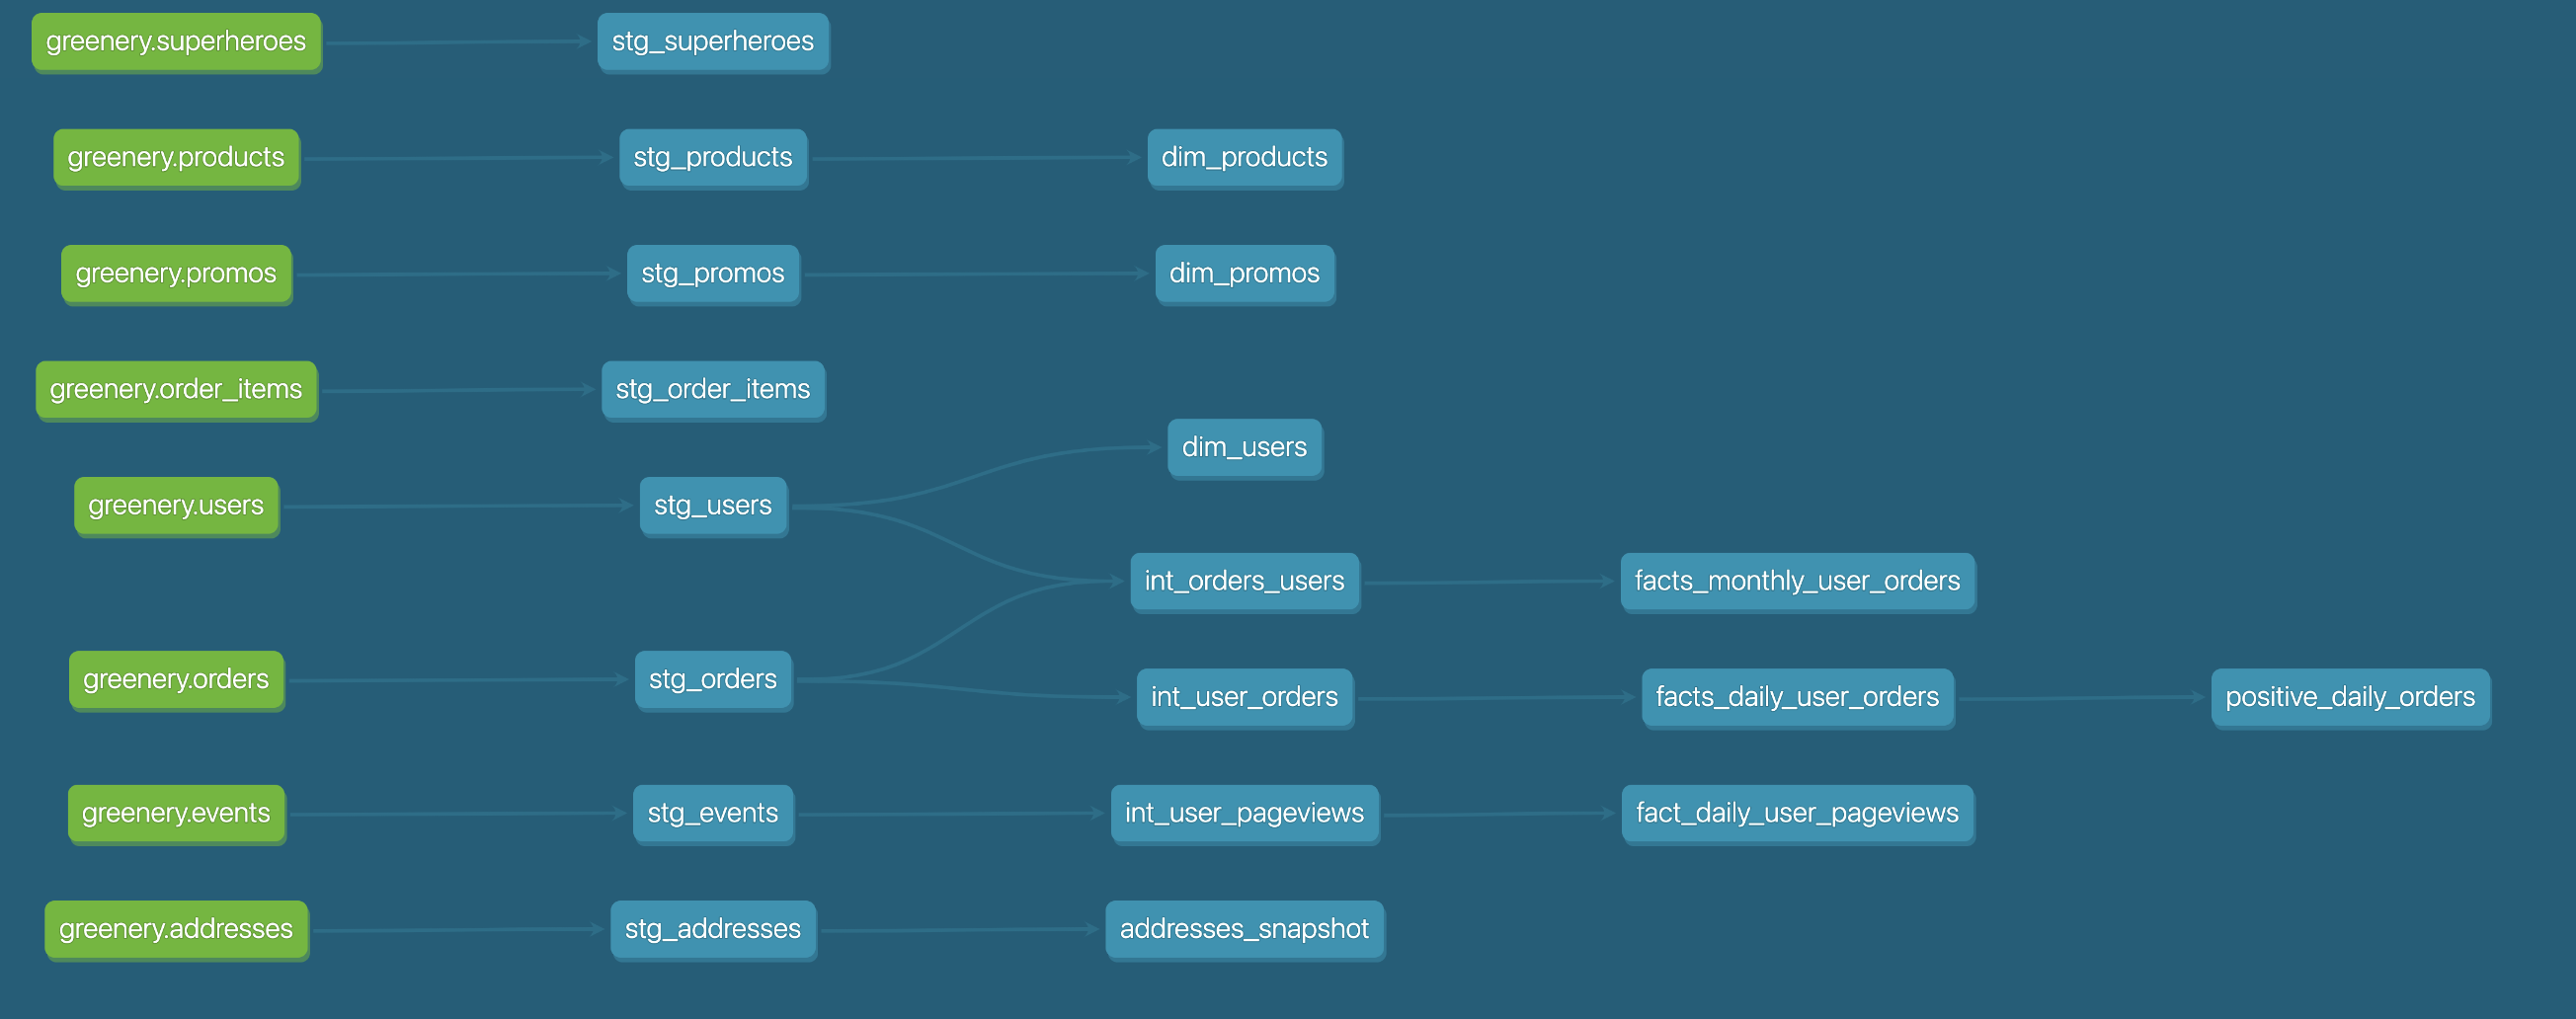 greenery.superheroes
stg_superheroes
greenery.products
stg_products
dim_products
greenery.promos
stg_promos
dim_promos
greenery.order_items
stg_order_items
dim_users
greenery.users
stg_users
int_orders_users
facts_monthly_user_orders
greenery.orders
stg_orders
int_user_orders
facts_daily_user_orders
positive_daily_orders
greenery.events
stg_events
int_user_pageviews
fact_daily_user_pageviews
greenery.addresses
stg_addresses
addresses_snapshot